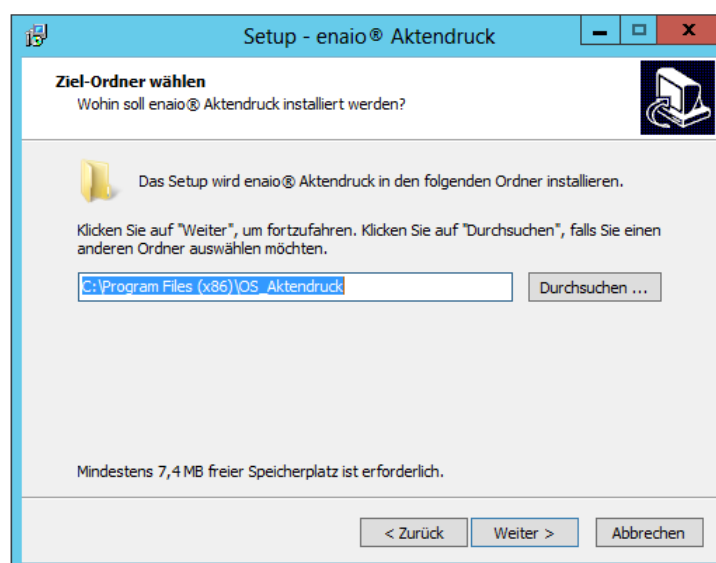 Setup - enaio® Aktendruck
Ziel-Ordner wählen
Wohin soll enaio® Aktendruck installiert werden?
Das Setup wird enaio® Aktendruck in den folgenden Ordner installieren.
Klicken Sie auf "Weiter", um fortzufahren. Klicken Sie auf "Durchsuchen", falls Sie einen
anderen Ordner auswählen möchten.
C:\Program Files (x86)\OS_Aktendruck
Durchsuchen ...
Mindestens 7,4 MB freier Speicherplatz ist erforderlich.
< Zurück
Weiter >
Abbrechen